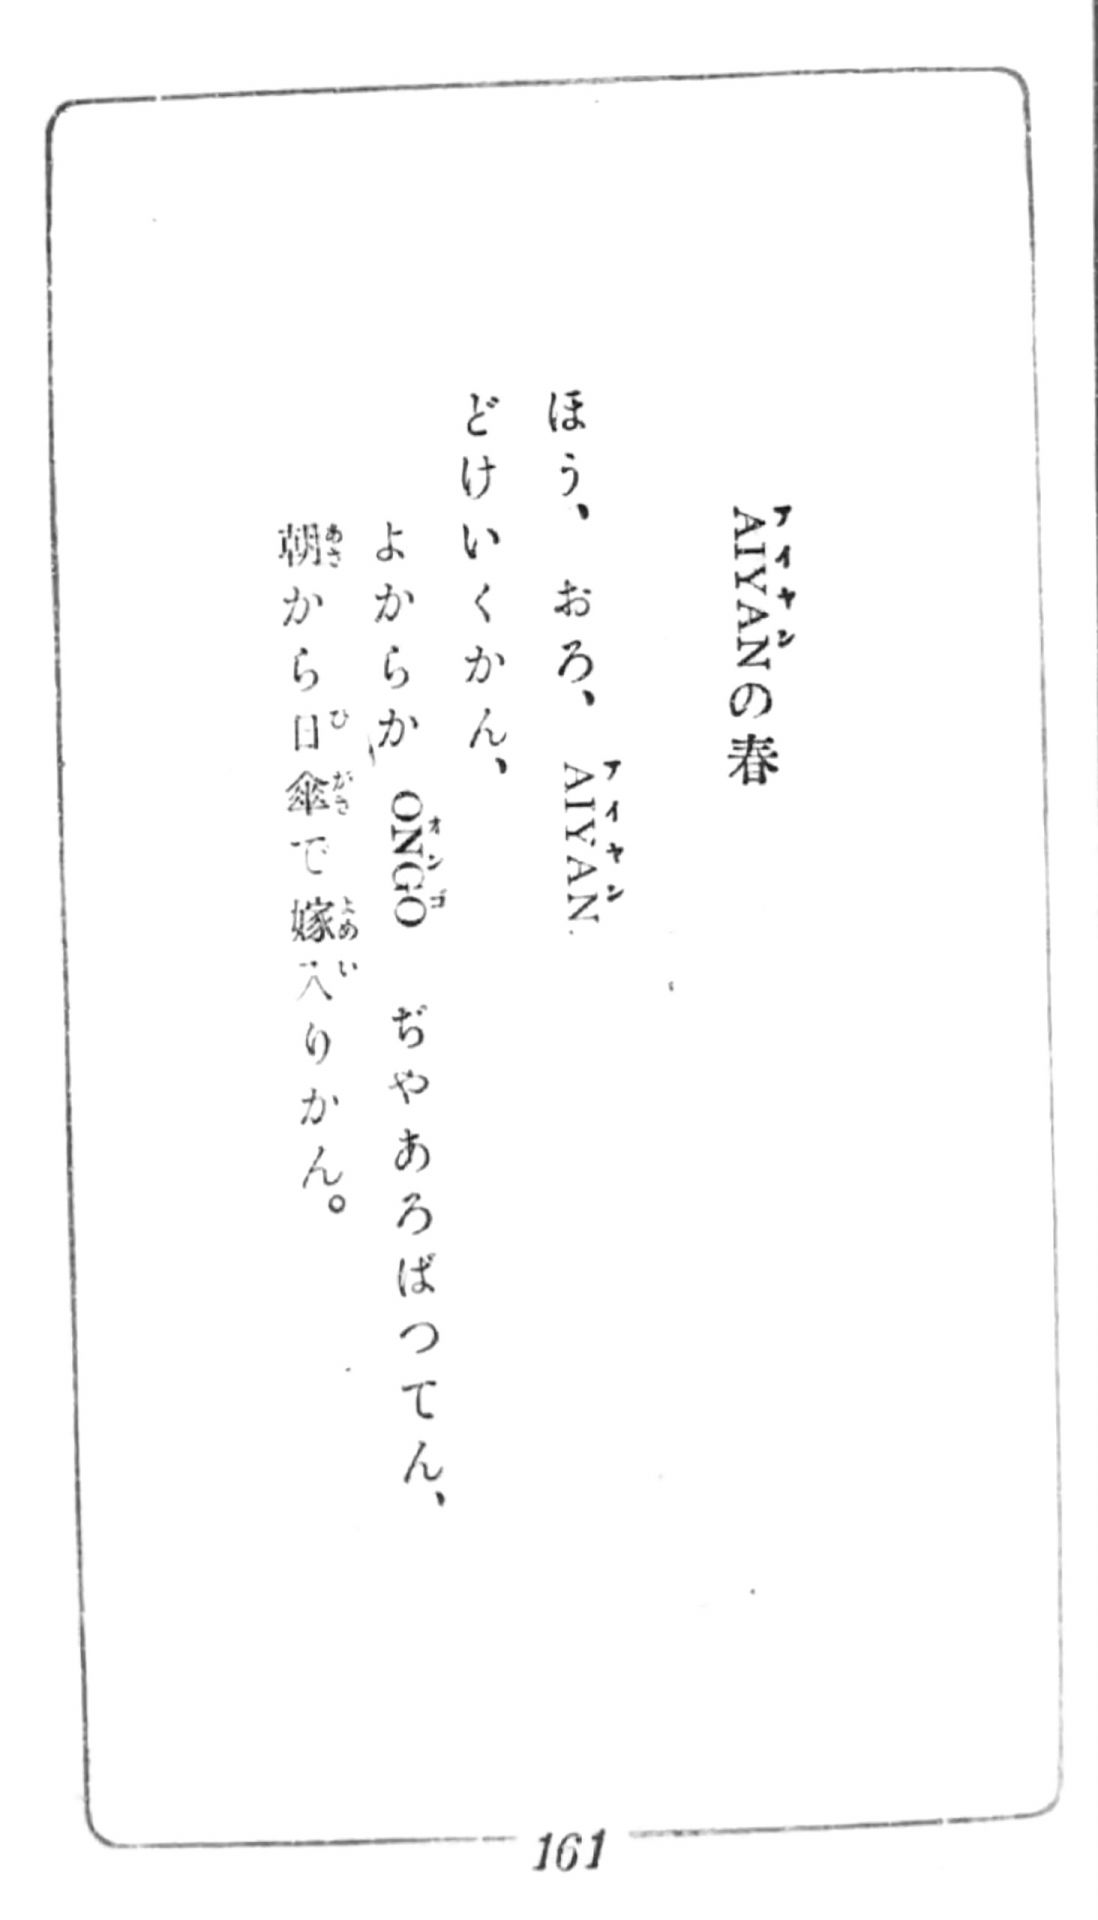 AIYANの春
ほう、おろ、AIYAN
どけいくかん、
よからか ONGO ぢやあろばつてん、
朝から日傘で嫁入りかん。
161